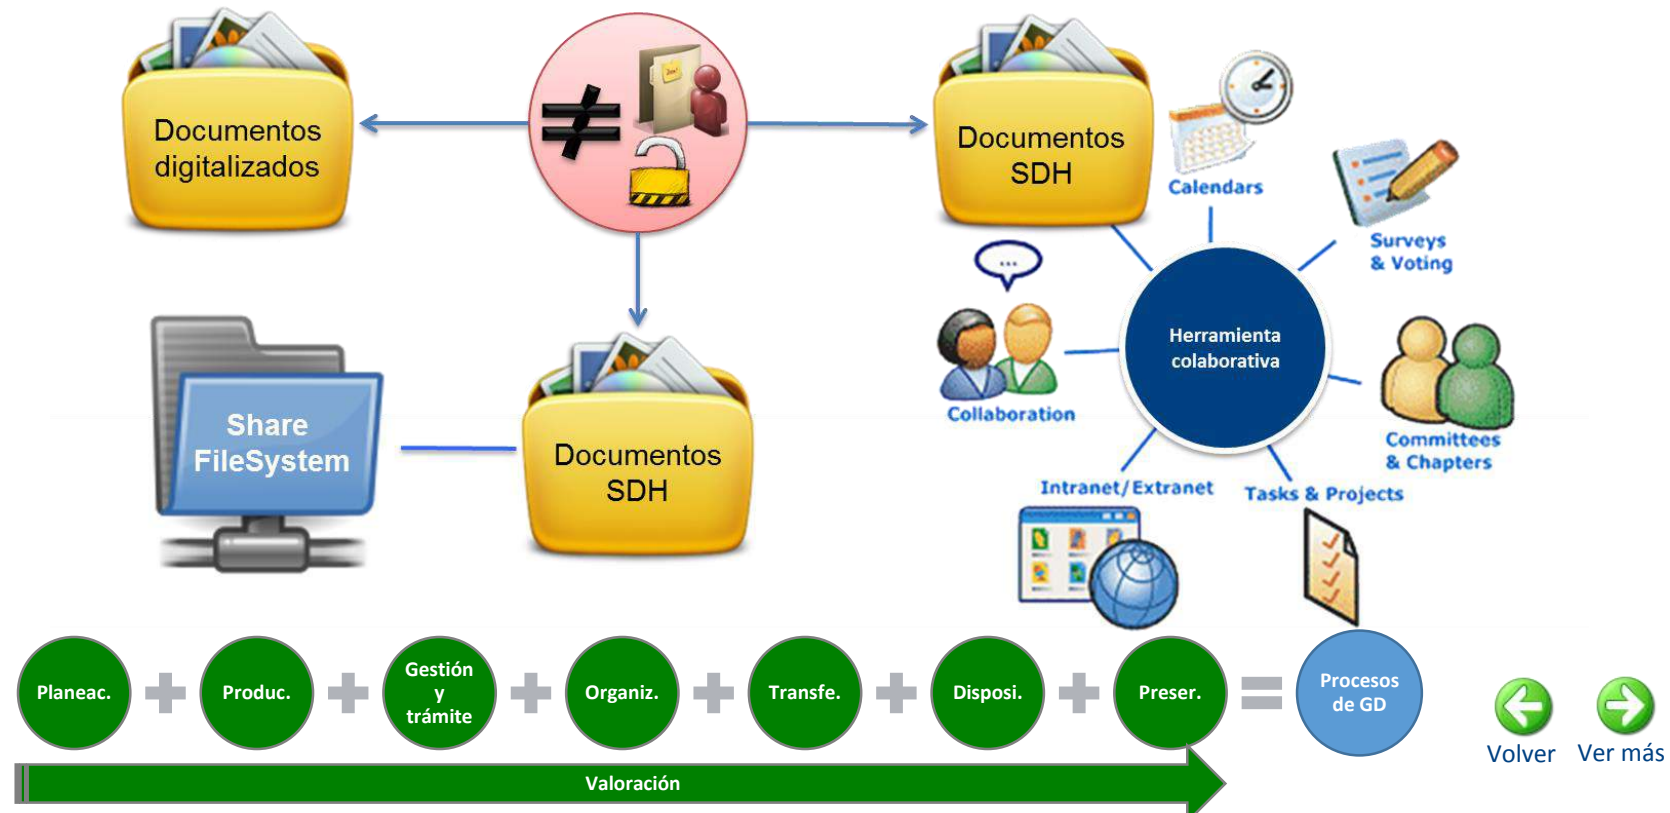 Documentos
digitalizados
Documentos
SDH
Calendars
Surveys
& Voting
...
Herramienta
colaborativa
Collaboration
Committees
& Chapters
Share
FileSystem
Documentos
SDH
Intranet/Extranet
Tasks & Projects
Planeac.
Produc.
Gestión
y
trámite
Organiz.
Transfe.
Disposi.
Preser.
Procesos
de GD
Volver
Ver más
Valoración